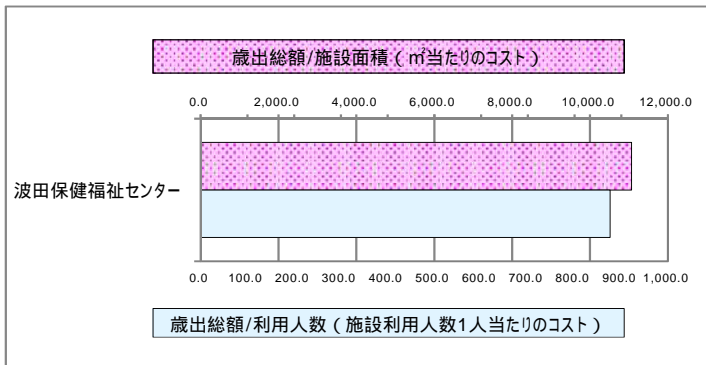 歳出総額/施設面積（㎡当たりのコスト）
0.0 2,000.0 4,000.0 6,000.0 8,000.0 10,000.0 12,000.0
波田保健福祉センター
0.0 100.0 200.0 300.0 400.0 500.0 600.0 700.0 800.0 900.0 1,000.0
歳出総額/利用人数（施設利用人数1人当たりのコスト）